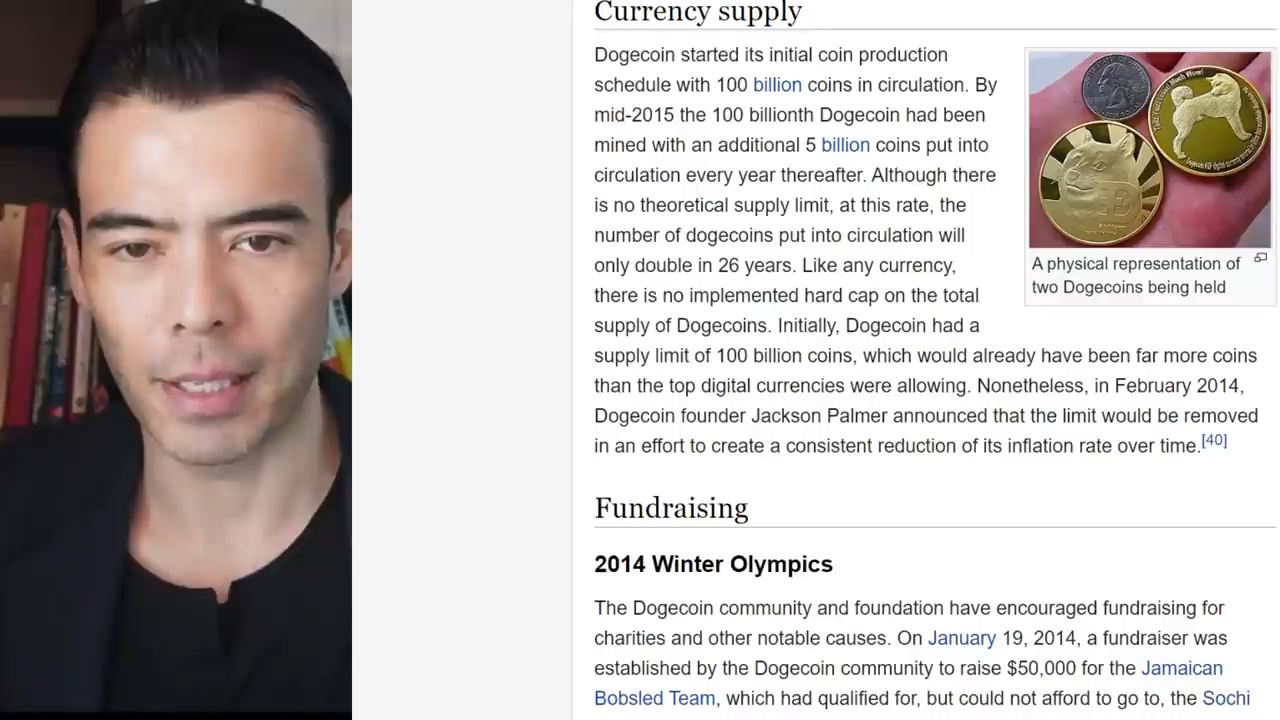 Currency supply
Dogecoin started its initial coin production
schedule with 100 billion coins in circulation. By
mid-2015 the 100 billionth Dogecoin had been
mined with an additional 5 billion coins put into
circulation every year thereafter. Although there
is no theoretical supply limit, at this rate, the
number of dogecoins put into circulation will
only double in 26 years. Like any currency,
there is no implemented hard cap on the total
supply of Dogecoins. Initially, Dogecoin had a
supply limit of 100 billion coins, which would already have been far more coins
than the top digital currencies were allowing. Nonetheless, in February 2014,
Dogecoin founder Jackson Palmer announced that the limit would be removed
in an effort to create a consistent reduction of its inflation rate over time.[40]
A physical representation of
two Dogecoins being held
Fundraising
2014 Winter Olympics
The Dogecoin community and foundation have encouraged fundraising for
charities and other notable causes. On January 19, 2014, a fundraiser was
established by the Dogecoin community to raise $50,000 for the Jamaican
Bobsled Team, which had qualified for, but could not afford to go to, the Sochi